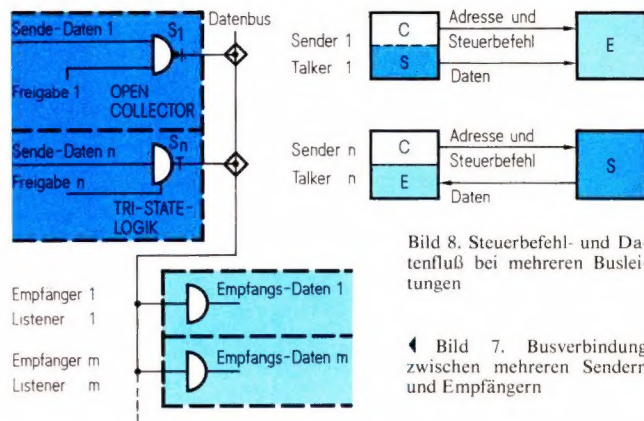 Sende-Daten 1
S1
Freigabe 1
OPEN
COLLECTOR
Sende-Daten n
Sn
Freigabe n
TRI-STATE-
LOGIK
Datenbus
Empfänger 1
Listener 1
Empfangs-Daten 1
Empfänger m
Listener m
Empfangs-Daten m
Sender 1
Talker 1
C
S
Adresse und
Steuerbefehl
Daten
E
Sender n
Talker n
C
E
Adresse und
Steuerbefehl
Daten
S
Bild 8. Steuerbefehl- und Da-
tenfluß bei mehreren Buslei-
tungen
Bild 7. Busverbindung
zwischen mehreren Sendern
und Empfängern